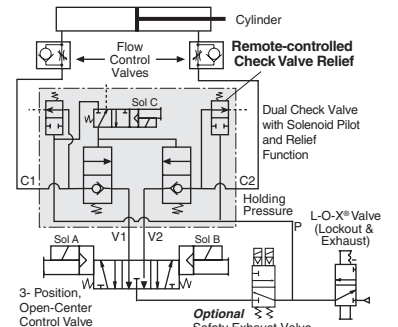 Cylinder
Flow
Control
Valves
Remote-controlled
Check Valve Relief
Sol C
Dual Check Valve
with Solenoid Pilot
and Relief
Function
C1
C2
Holding
Pressure
P
L-O-X® Valve
(Lockout &
Exhaust)
Sol A
V1
V2
Sol B
3- Position,
Open-Center
Control Valve
Optional
Safety Exhaust Valve